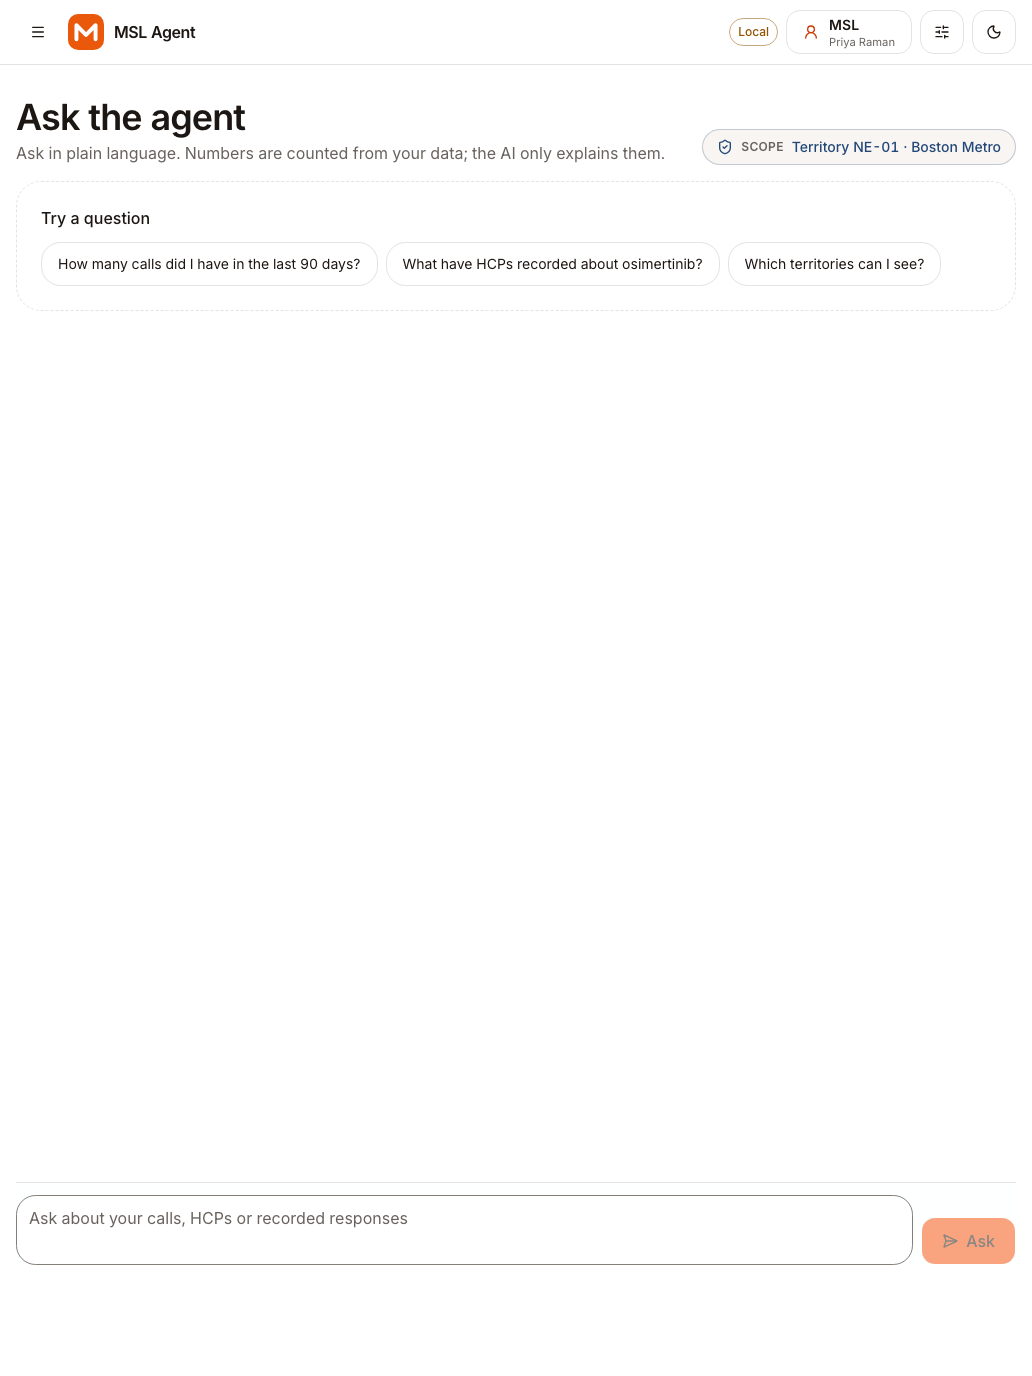 MSL Agent
Local
MSL
Priya Raman
Ask the agent
Ask in plain language. Numbers are counted from your data; the AI only explains them.
SCOPE Territory NE-01 · Boston Metro
Try a question
How many calls did I have in the last 90 days?
What have HCPs recorded about osimertinib?
Which territories can I see?
Ask about your calls, HCPs or recorded responses
Ask